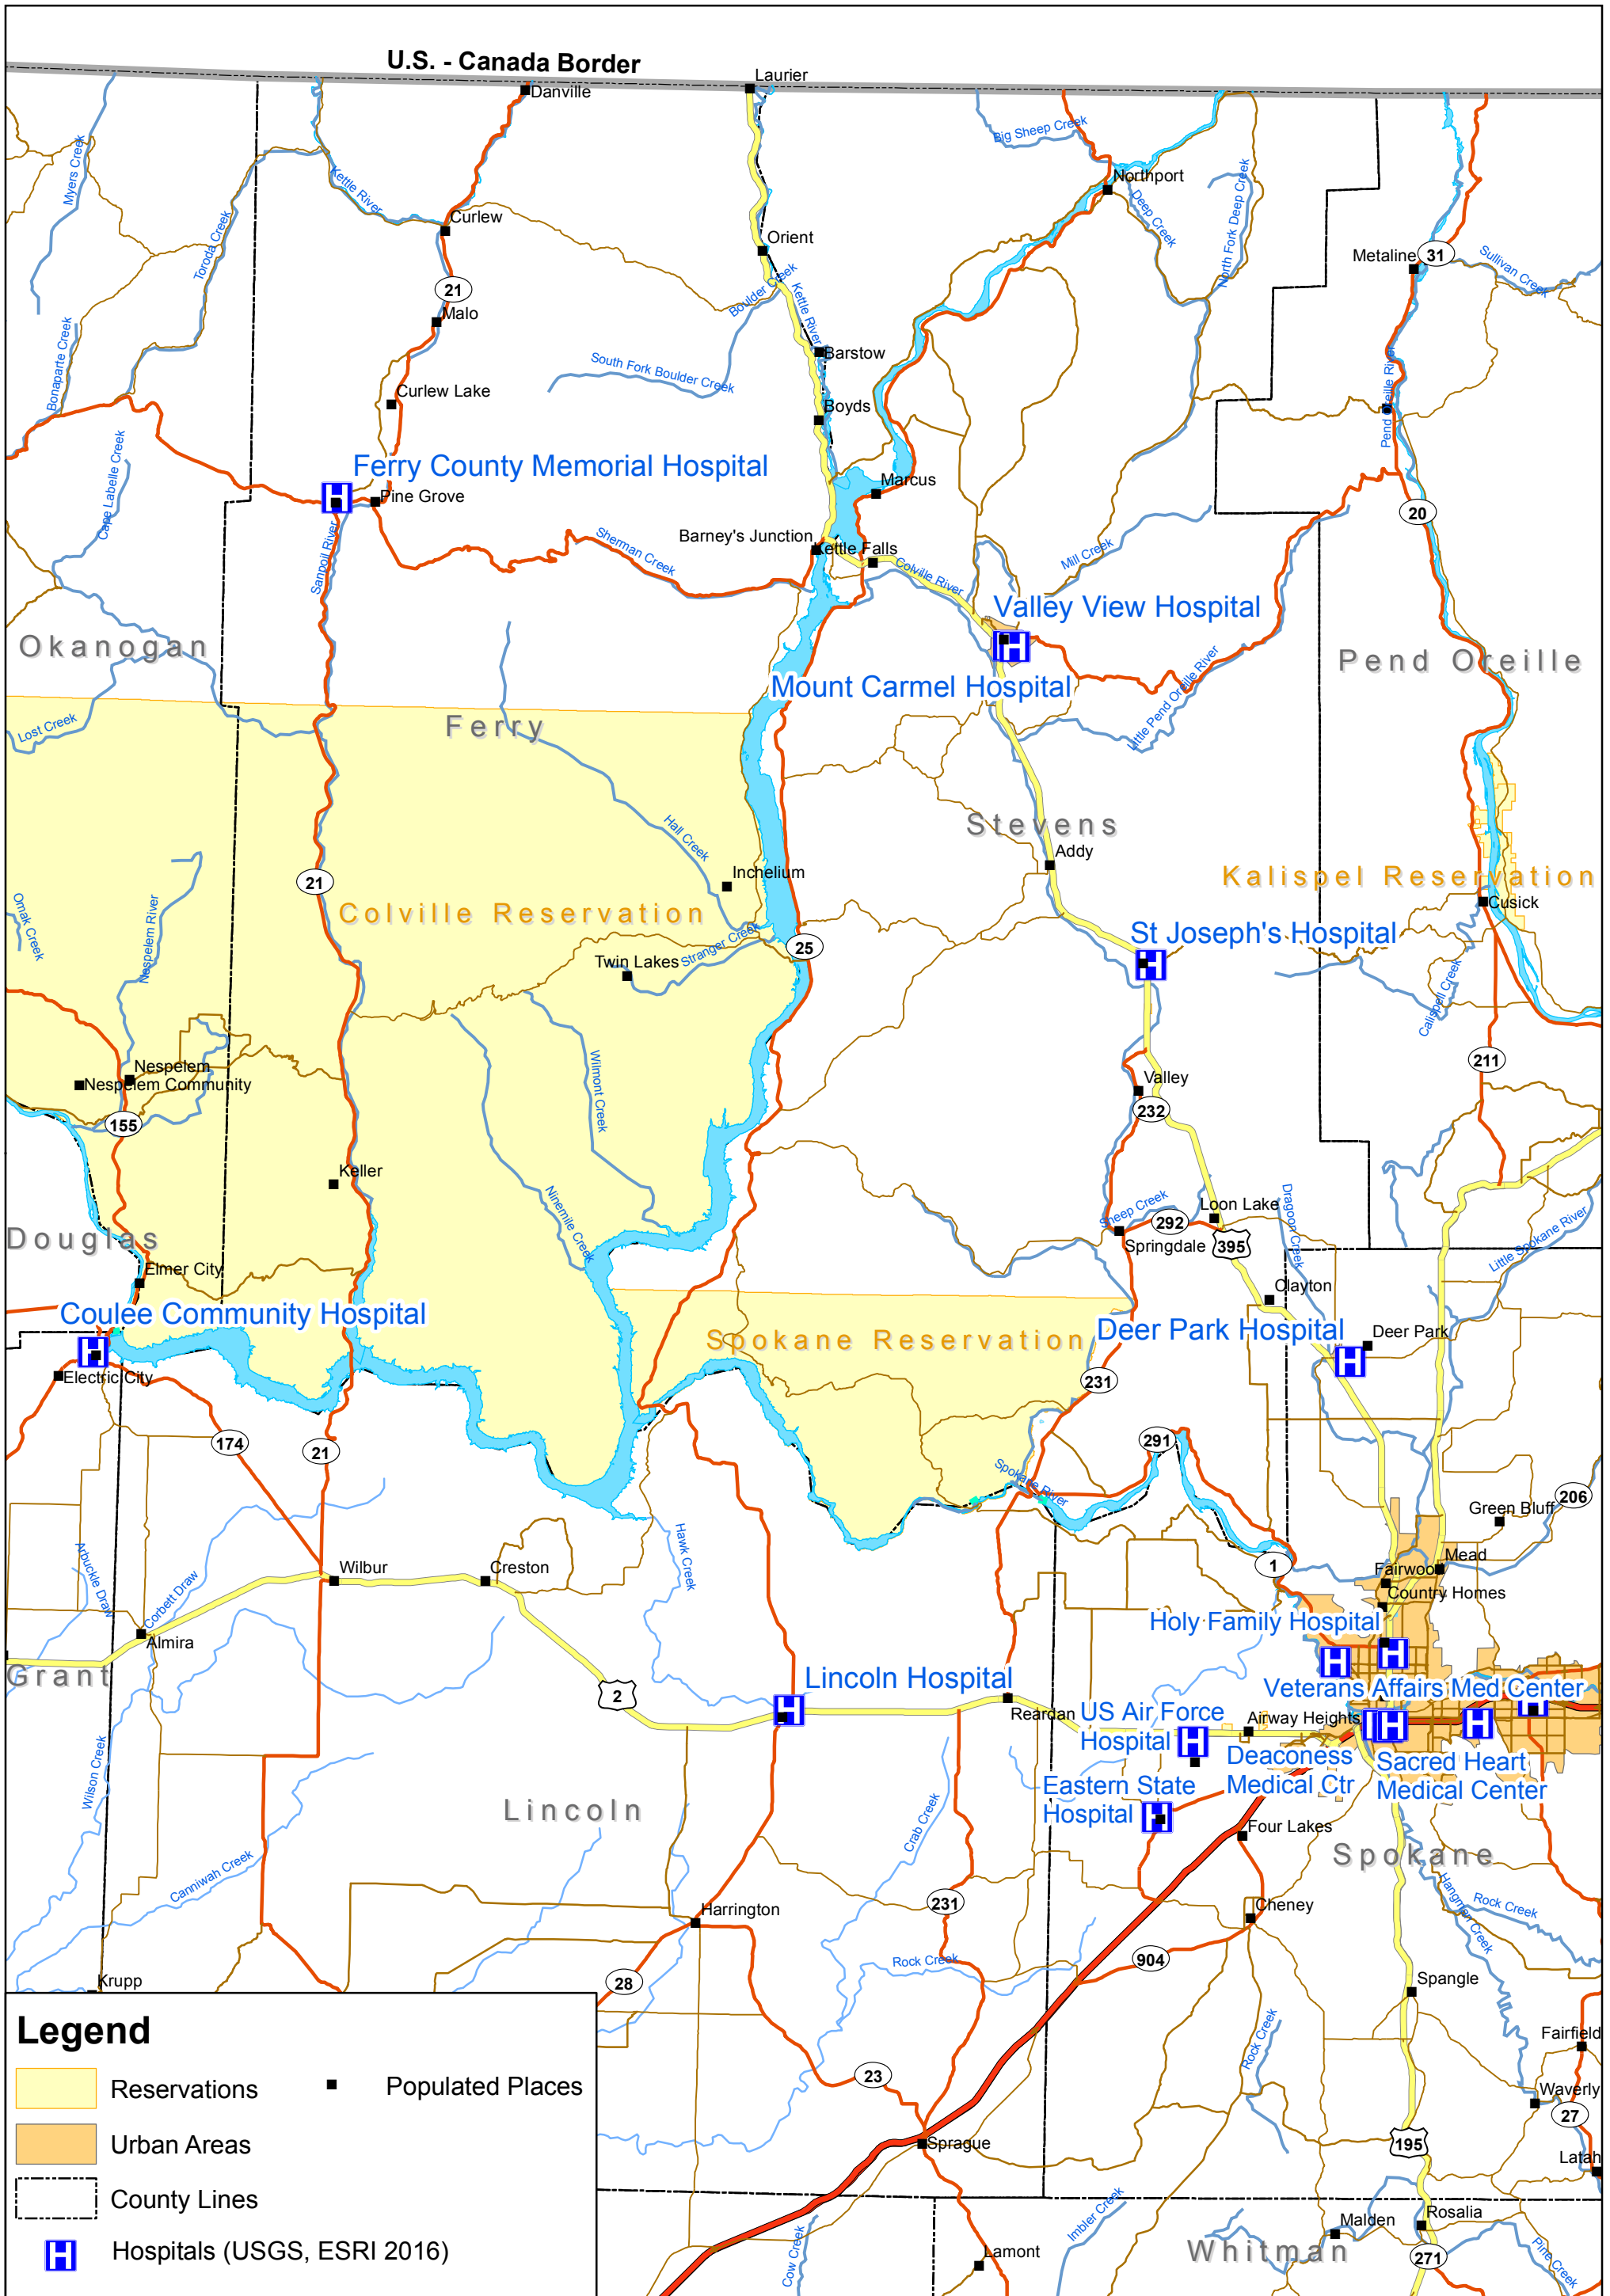 U.S. - Canada Border
Laurier
Danville
Big Sheep Creek
Myers Creek
Kettle River
Northport
Deep Creek
North Fork Deep Creek
Toroda Creek
Curlew
Orient
Metaline
31
Sullivan Creek
Boulder Creek
Kettle River
21
Malo
Bonaparte Creek
South Fork Boulder Creek
Barstow
Curlew Lake
Boyds
Pend Oreille River
Cape Labelle Creek
Ferry County Memorial Hospital
Pine Grove
Marcus
20
Sanpoil River
Sherman Creek
Barney's Junction
Kettle Falls
Colville River
Mill Creek
Valley View Hospital
Okanogan
Pend Oreille
Mount Carmel Hospital
Little Pend Oreille River
Lost Creek
Ferry
Hall Creek
Stevens
Addy
Inchelium
21
Kalispel Reservation
Cusick
Omak Creek
Nespelem River
Colville Reservation
25
St Joseph's Hospital
Twin Lakes
Stranger Creek
Calispell Creek
Nespelem
Nespelem Community
155
Wilmont Creek
Valley
232
211
Keller
Ninemile Creek
Sheep Creek
292
Loon Lake
Dragoon Creek
Springdale
395
Little Spokane River
Douglas
Elmer City
Clayton
Coulee Community Hospital
Spokane Reservation
Deer Park Hospital
Deer Park
Electric City
231
174
21
291
Spokane River
206
Green Bluff
Hawk Creek
Arbuckle Draw
Corbett Draw
Wilbur
Creston
1
Mead
Fairwoo
Country Homes
Almira
Holy Family Hospital
Grant
2
Lincoln Hospital
Veterans Affairs Med Center
Reardan
US Air Force
Hospital
Airway Heights
Deaconess
Medical Ctr
Sacred Heart
Medical Center
Wilson Creek
Eastern State
Hospital
Lincoln
Crab Creek
Four Lakes
Spokane
Canniwah Creek
Hangman Creek
Rock Creek
Harrington
231
Cheney
904
Rock Creek
28
Krupp
Spangle
Rock Creek
Fairfield
23
Waverly
27
Sprague
195
Latah
Imbler Creek
Malden
Rosalia
Cow Creek
Lamont
Whitman
271
Pine Creek
Legend
Reservations
Populated Places
Urban Areas
County Lines
Hospitals (USGS, ESRI 2016)